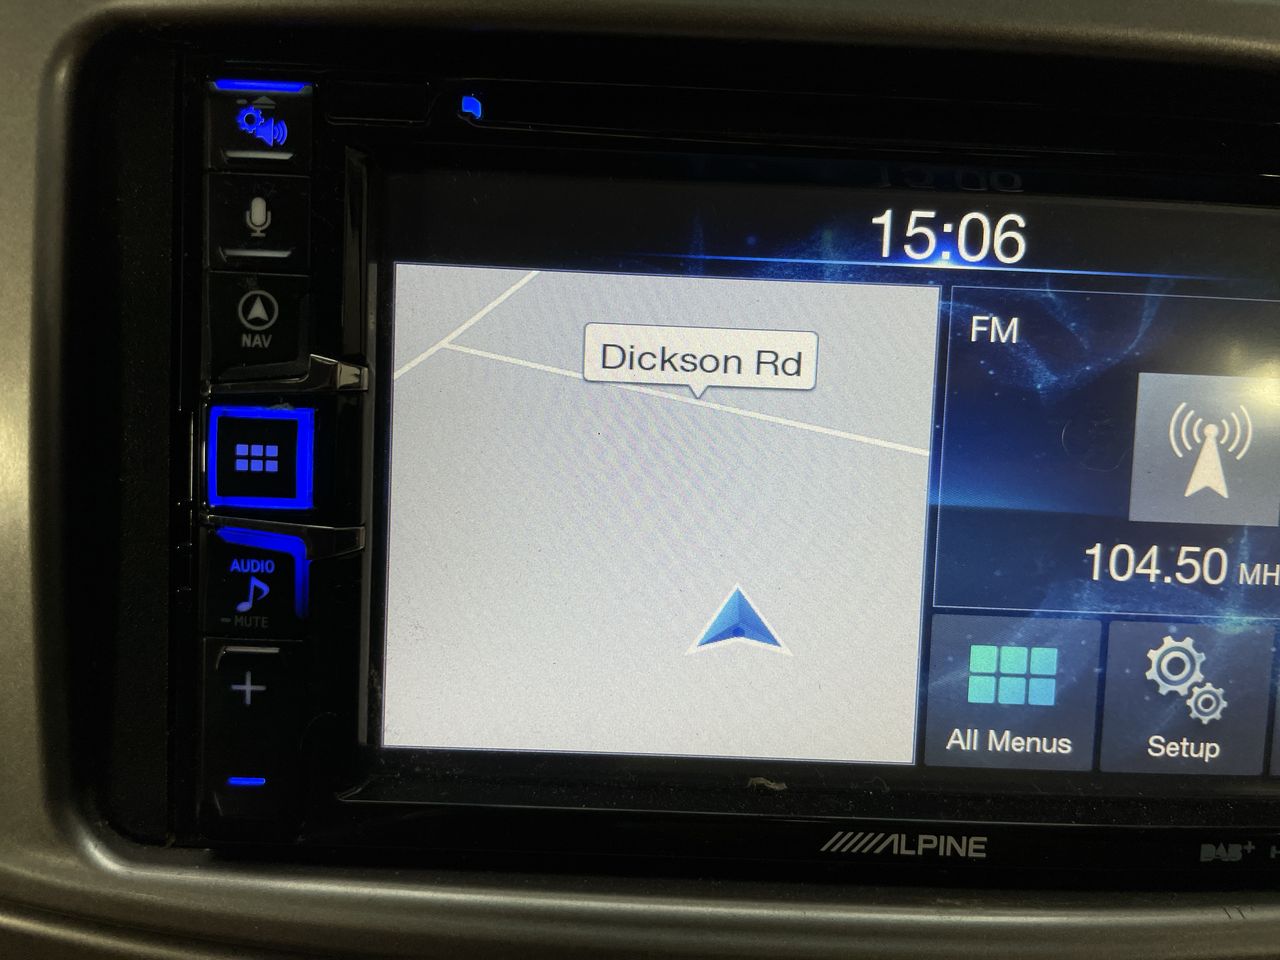 15:06
NAV
Dickson Rd
FM
104.50 MH
AUDIO
- MUTE
All Menus
Setup
ALPINE
DAB+ H